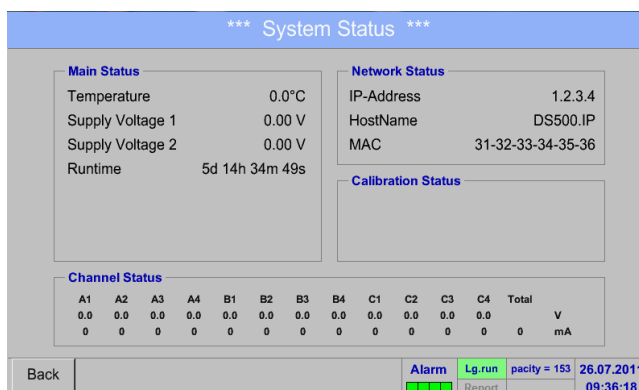 *** System Status ***
Main Status
Temperature 0.0°C
Supply Voltage 1 0.00 V
Supply Voltage 2 0.00 V
Runtime 5d 14h 34m 49s
Network Status
IP-Address 1.2.3.4
HostName DS500.IP
MAC 31-32-33-34-35-36
Calibration Status
Channel Status
A1 A2 A3 A4 B1 B2 B3 B4 C1 C2 C3 C4 Total
0.0 0.0 0.0 0.0 0.0 0.0 0.0 0.0 0.0 0.0 0.0 0.0 V
0 0 0 0 0 0 0 0 0 0 0 0 0 mA
Back
Alarm
Lg.run
Report
pacity = 153
26.07.201
09:36:18